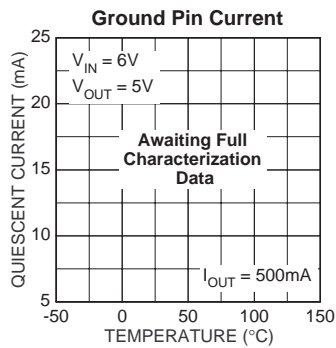 Ground Pin Current
QUIESCENT CURRENT (mA)
25
20
15
10
5
V_IN = 6V
V_OUT = 5V
Awaiting Full
Characterization
Data
I_OUT = 500mA
-50 0 50 100 150
TEMPERATURE (°C)